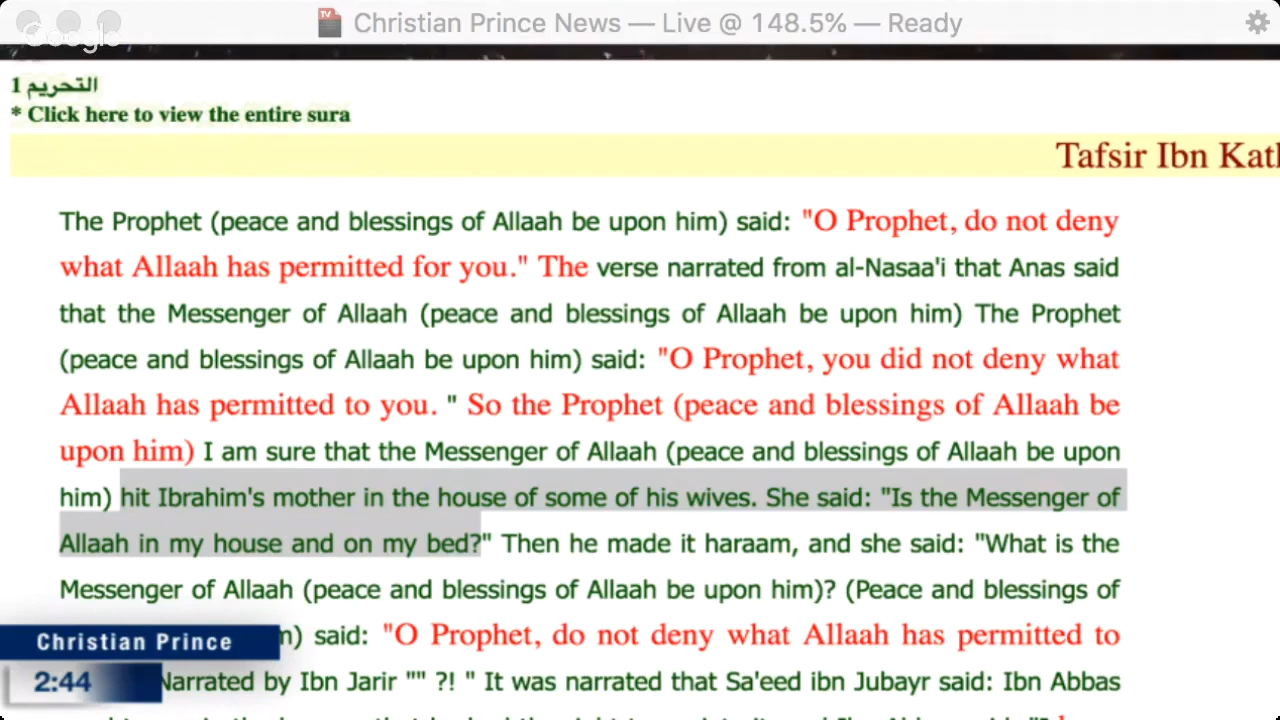 Christian Prince News — Live @ 148.5% — Ready
Google
التحريم 1
* Click here to view the entire sura
Tafsir Ibn Kath
The Prophet (peace and blessings of Allaah be upon him) said: "O Prophet, do not deny
what Allaah has permitted for you." The verse narrated from al-Nasaa'i that Anas said
that the Messenger of Allaah (peace and blessings of Allaah be upon him) The Prophet
(peace and blessings of Allaah be upon him) said: "O Prophet, you did not deny what
Allaah has permitted to you. " So the Prophet (peace and blessings of Allaah be
upon him) I am sure that the Messenger of Allaah (peace and blessings of Allaah be upon
him) hit Ibrahim's mother in the house of some of his wives. She said: "Is the Messenger of
Allaah in my house and on my bed?" Then he made it haraam, and she said: "What is the
Messenger of Allaah (peace and blessings of Allaah be upon him)? (Peace and blessings of
said: "O Prophet, do not deny what Allaah has permitted to
Narrated by Ibn Jarir "" ?! " It was narrated that Sa'eed ibn Jubayr said: Ibn Abbas
Christian Prince
2:44